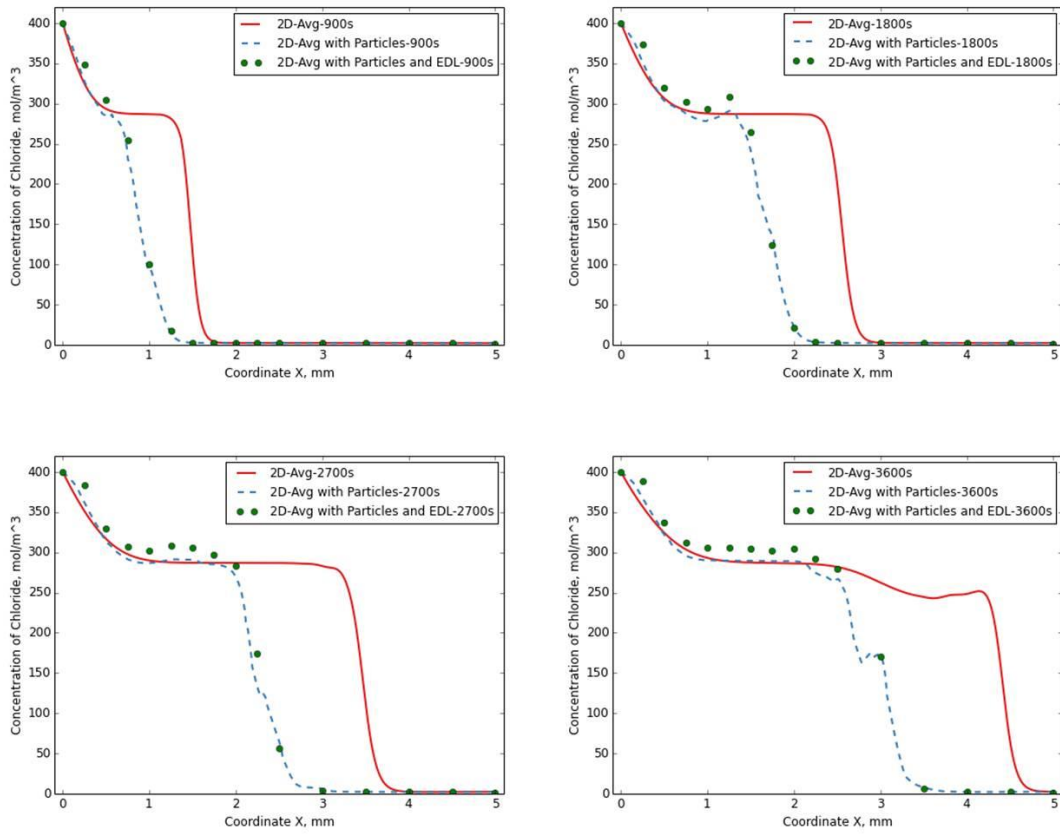 2D-Avg-900s
2D-Avg with Particles-900s
2D-Avg with Particles and EDL-900s
Concentration of Chloride, mol/m^3
400
350
300
250
200
150
100
50
0
0 1 2 3 4 5
Coordinate X, mm
2D-Avg-1800s
2D-Avg with Particles-1800s
2D-Avg with Particles and EDL-1800s
Concentration of Chloride, mol/m^3
400
350
300
250
200
150
100
50
0
0 1 2 3 4 5
Coordinate X, mm
2D-Avg-2700s
2D-Avg with Particles-2700s
2D-Avg with Particles and EDL-2700s
Concentration of Chloride, mol/m^3
400
350
300
250
200
150
100
50
0
0 1 2 3 4 5
Coordinate X, mm
2D-Avg-3600s
2D-Avg with Particles-3600s
2D-Avg with Particles and EDL-3600s
Concentration of Chloride, mol/m^3
400
350
300
250
200
150
100
50
0
0 1 2 3 4 5
Coordinate X, mm